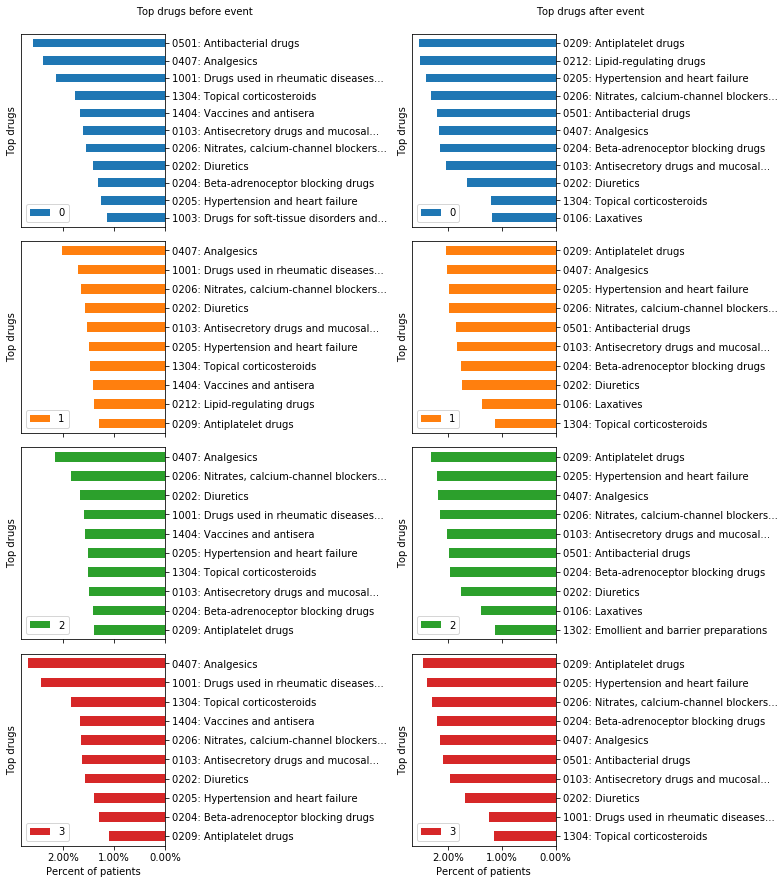 Top drugs before event
Top drugs
0501: Antibacterial drugs
0407: Analgesics
1001: Drugs used in rheumatic diseases...
1304: Topical corticosteroids
1404: Vaccines and antisera
0103: Antisecretory drugs and mucosal...
0206: Nitrates, calcium-channel blockers...
0202: Diuretics
0204: Beta-adrenoceptor blocking drugs
0205: Hypertension and heart failure
1003: Drugs for soft-tissue disorders and...
0
Top drugs
0407: Analgesics
1001: Drugs used in rheumatic diseases...
0206: Nitrates, calcium-channel blockers...
0202: Diuretics
0103: Antisecretory drugs and mucosal...
0205: Hypertension and heart failure
1304: Topical corticosteroids
1404: Vaccines and antisera
0212: Lipid-regulating drugs
0209: Antiplatelet drugs
1
Top drugs
0407: Analgesics
0206: Nitrates, calcium-channel blockers...
0202: Diuretics
1001: Drugs used in rheumatic diseases...
1404: Vaccines and antisera
0205: Hypertension and heart failure
1304: Topical corticosteroids
0103: Antisecretory drugs and mucosal...
0204: Beta-adrenoceptor blocking drugs
0209: Antiplatelet drugs
2
Top drugs
0407: Analgesics
1001: Drugs used in rheumatic diseases...
1304: Topical corticosteroids
1404: Vaccines and antisera
0206: Nitrates, calcium-channel blockers...
0103: Antisecretory drugs and mucosal...
0202: Diuretics
0205: Hypertension and heart failure
0204: Beta-adrenoceptor blocking drugs
0209: Antiplatelet drugs
3
2.00% 1.00% 0.00%
Percent of patients
Top drugs after event
Top drugs
0209: Antiplatelet drugs
0212: Lipid-regulating drugs
0205: Hypertension and heart failure
0206: Nitrates, calcium-channel blockers...
0501: Antibacterial drugs
0407: Analgesics
0204: Beta-adrenoceptor blocking drugs
0103: Antisecretory drugs and mucosal...
0202: Diuretics
1304: Topical corticosteroids
0106: Laxatives
0
Top drugs
0209: Antiplatelet drugs
0407: Analgesics
0205: Hypertension and heart failure
0206: Nitrates, calcium-channel blockers...
0501: Antibacterial drugs
0103: Antisecretory drugs and mucosal...
0204: Beta-adrenoceptor blocking drugs
0202: Diuretics
0106: Laxatives
1304: Topical corticosteroids
1
Top drugs
0209: Antiplatelet drugs
0205: Hypertension and heart failure
0407: Analgesics
0206: Nitrates, calcium-channel blockers...
0103: Antisecretory drugs and mucosal...
0501: Antibacterial drugs
0204: Beta-adrenoceptor blocking drugs
0202: Diuretics
0106: Laxatives
1302: Emollient and barrier preparations
2
Top drugs
0209: Antiplatelet drugs
0205: Hypertension and heart failure
0206: Nitrates, calcium-channel blockers...
0204: Beta-adrenoceptor blocking drugs
0407: Analgesics
0501: Antibacterial drugs
0103: Antisecretory drugs and mucosal...
0202: Diuretics
1001: Drugs used in rheumatic diseases...
1304: Topical corticosteroids
3
2.00% 1.00% 0.00%
Percent of patients